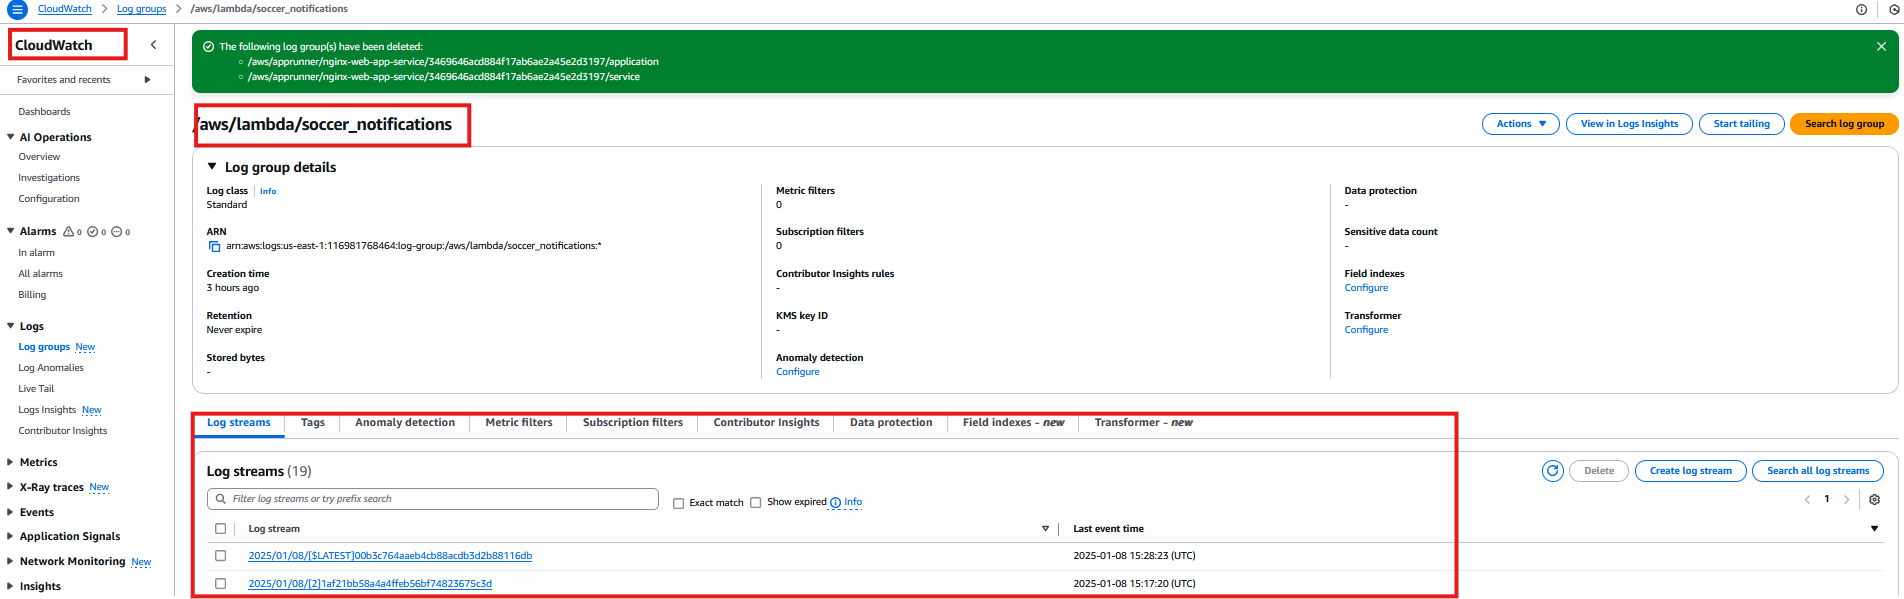 CloudWatch > Log groups > /aws/lambda/soccer_notifications
CloudWatch
Favorites and recents
Dashboards
AI Operations
Overview
Investigations
Configuration
Alarms 0 0 0
In alarm
All alarms
Billing
Logs
Log groups New
Log Anomalies
Live Tail
Logs Insights New
Contributor Insights
Metrics
X-Ray traces New
Events
Application Signals
Network Monitoring New
Insights
The following log group(s) have been deleted:
/aws/apprunner/nginx-web-app-service/3469646acd884f17ab6ae2a45e2d3197/application
/aws/apprunner/nginx-web-app-service/3469646acd884f17ab6ae2a45e2d3197/service
/aws/lambda/soccer_notifications
Actions View in Logs Insights Start tailing Search log group
Log group details
Log class Info
Standard
ARN
arn:aws:logs:us-east-1:116981768464:log-group:/aws/lambda/soccer_notifications:*
Creation time
3 hours ago
Retention
Never expire
Stored bytes
-
Metric filters
0
Subscription filters
0
Contributor Insights rules
-
KMS key ID
-
Anomaly detection
Configure
Data protection
-
Sensitive data count
-
Field indexes
Configure
Transformer
Configure
Log streams Tags Anomaly detection Metric filters Subscription filters Contributor Insights Data protection Field indexes - new Transformer - new
Log streams (19)
Delete Create log stream Search all log streams
Filter log streams or try prefix search Exact match Show expired Info
1
Log stream Last event time
2025/01/08/[$LATEST]00b3c764aaeb4cb88acdb3d2b88116db 2025-01-08 15:28:23 (UTC)
2025/01/08/[2]1af21bb58a4a4ffeb56bf74823675c3d 2025-01-08 15:17:20 (UTC)